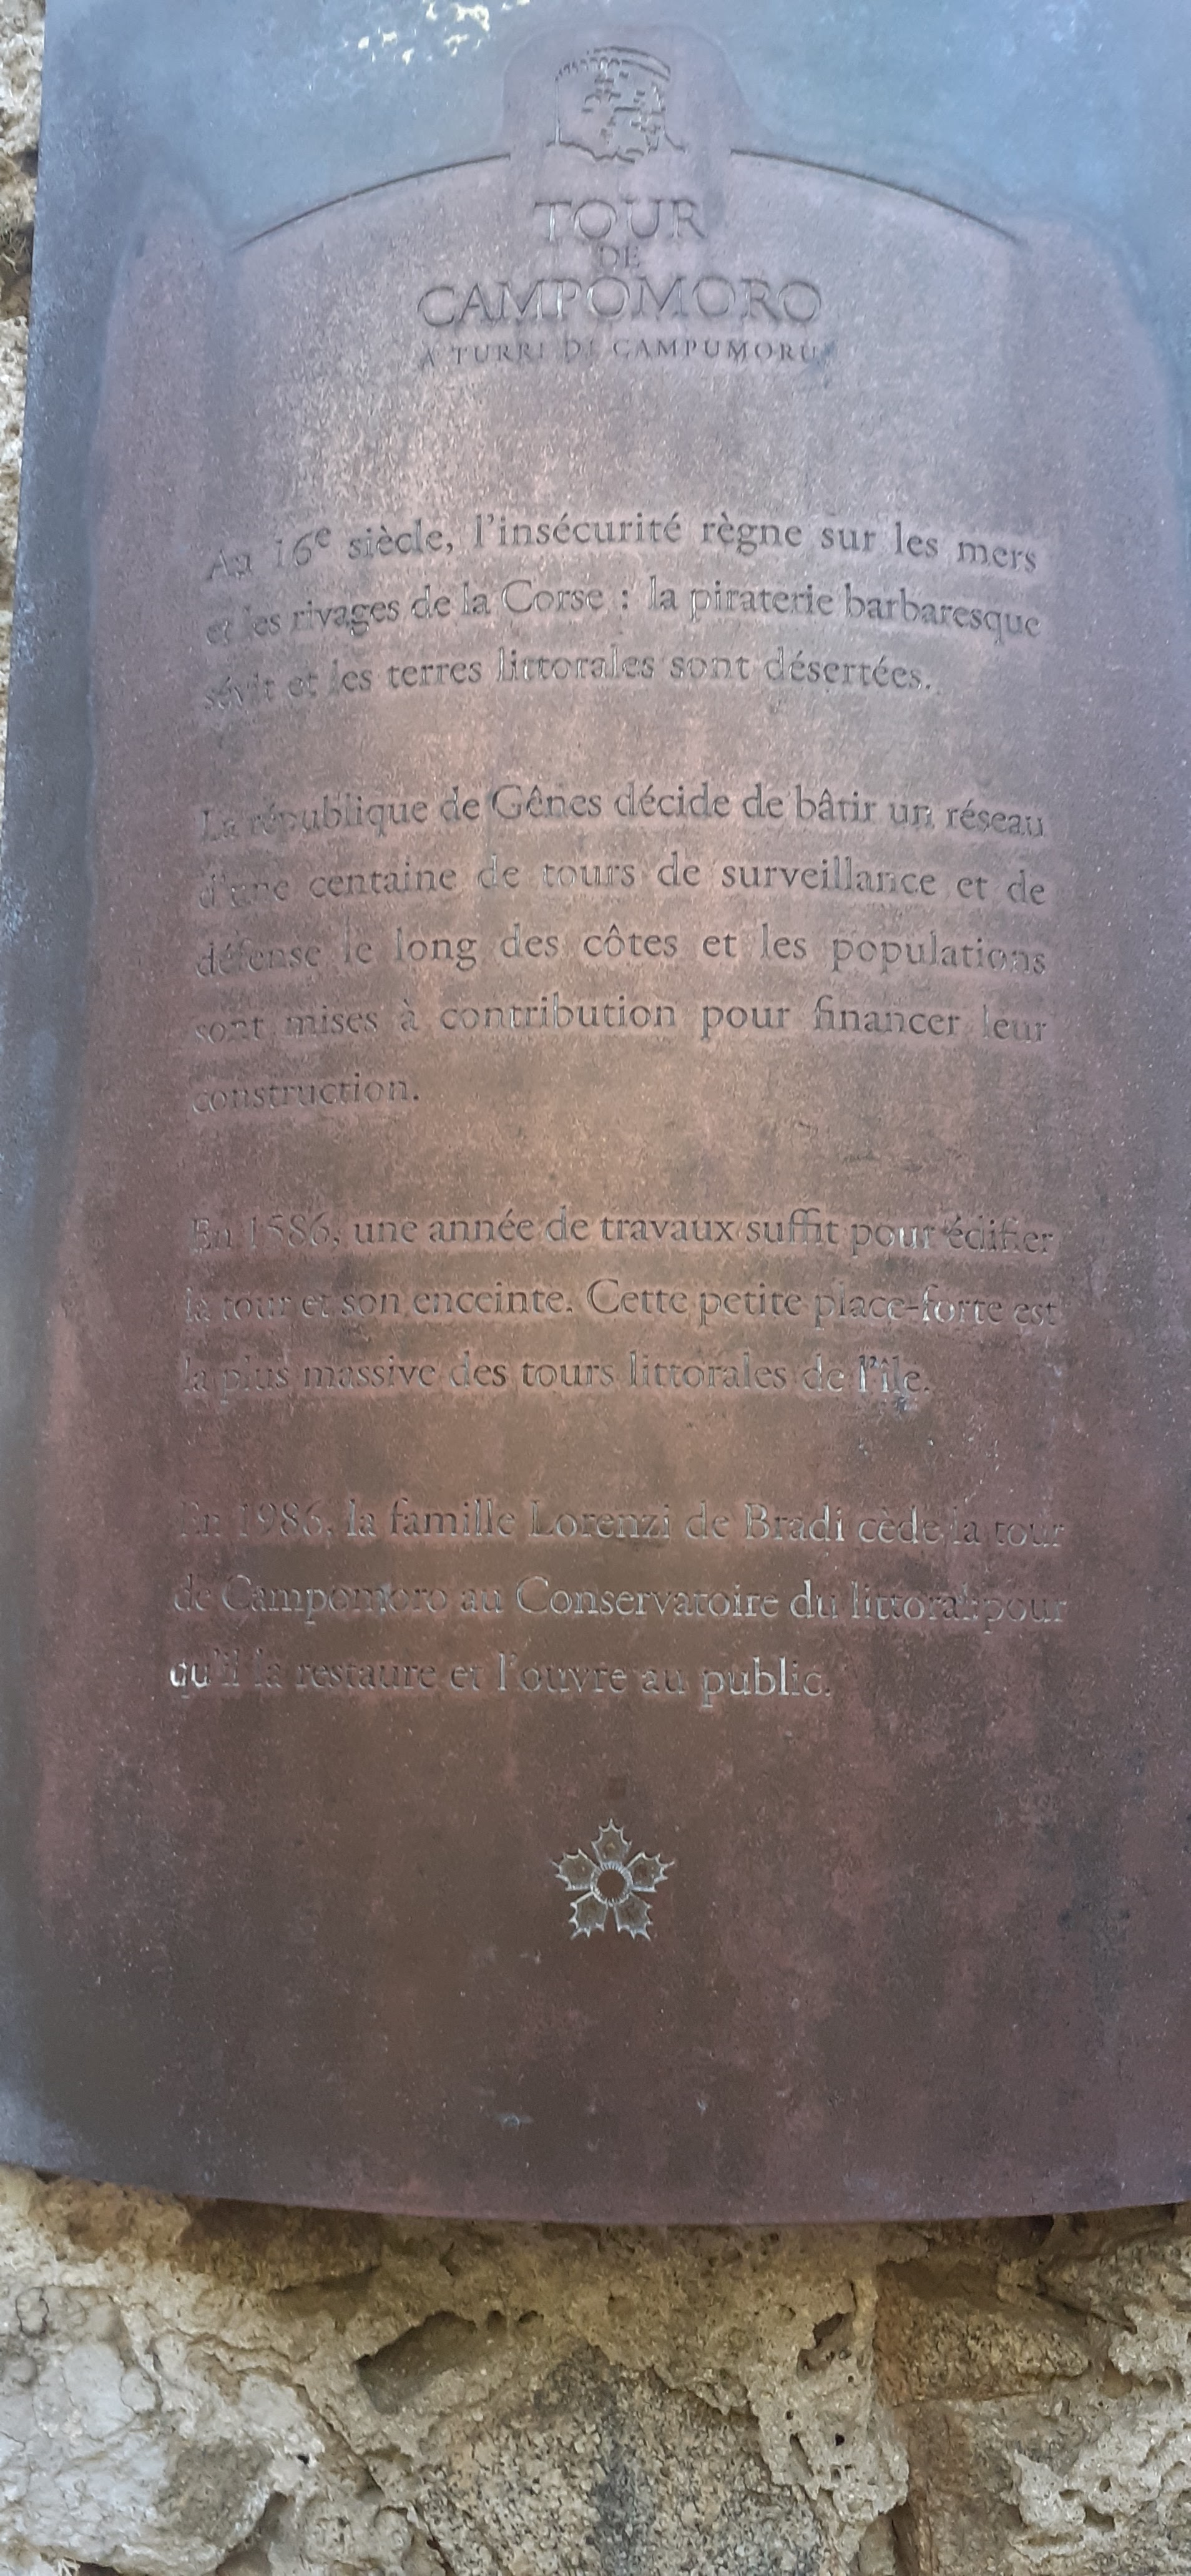 TOUR
DE
CAMPOMORO
A TURRI DI CAMPUMORU
Au 16e siècle, l'insécurité règne sur les mers
et les rivages de la Corse : la piraterie barbaresque
sévit et les terres littorales sont désertées.
La république de Gênes décide de bâtir un réseau
d'une centaine de tours de surveillance et de
défense le long des côtes et les populations
sont mises à contribution pour financer leur
construction.
En 1586, une année de travaux suffit pour édifier
la tour et son enceinte. Cette petite place-forte est
la plus massive des tours littorales de l'île.
En 1986, la famille Lorenzi de Bradi cède la tour
de Campomoro au Conservatoire du littoral pour
qu'il la restaure et l'ouvre au public.